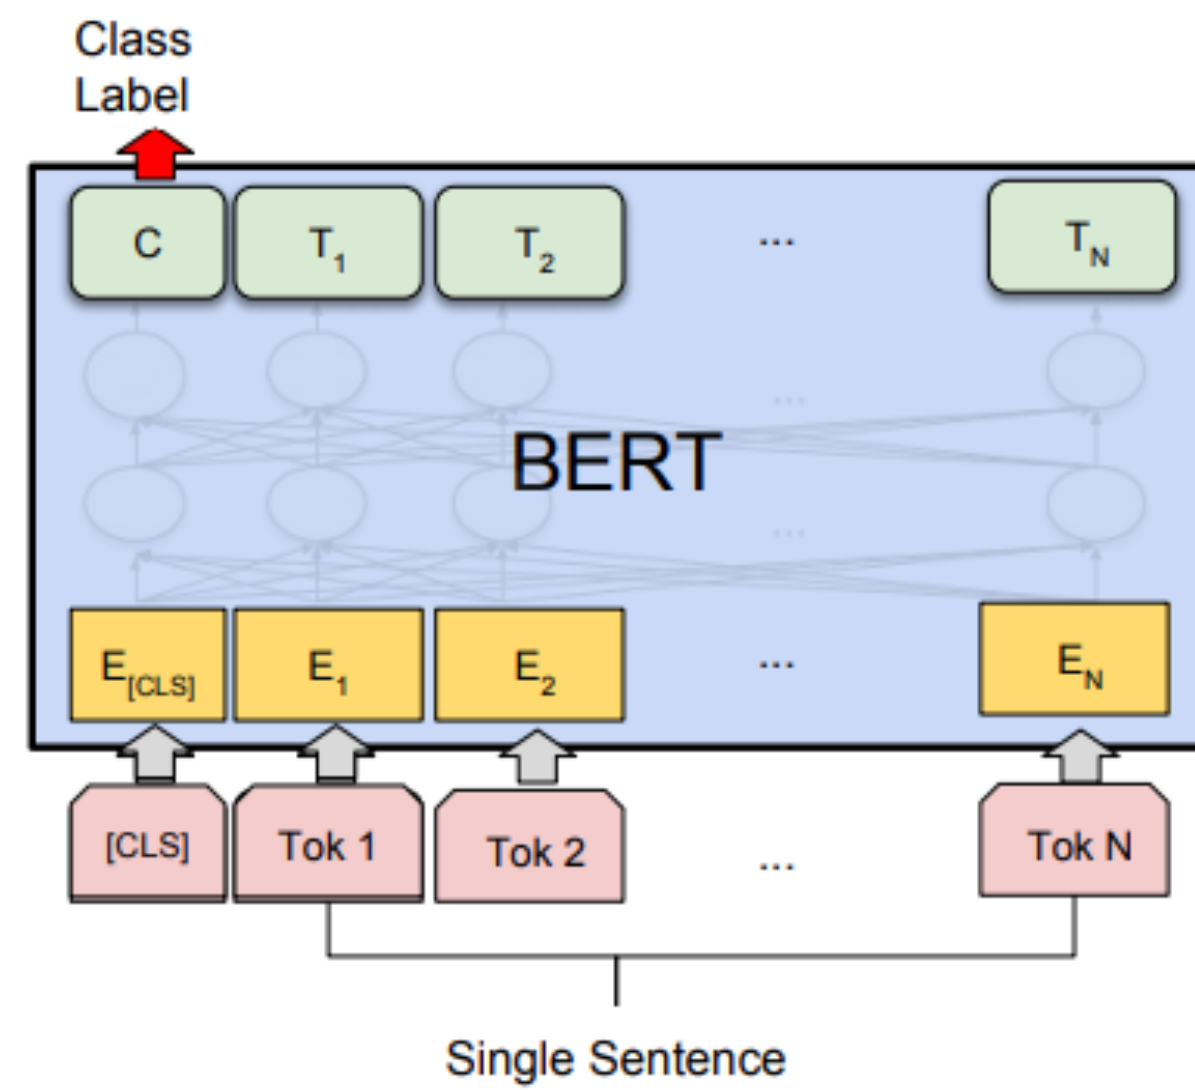 Class
Label
C T1 T2 ... TN
...
BERT
...
E[CLS] E1 E2 ... EN
[CLS] Tok 1 Tok 2 ... Tok N
Single Sentence